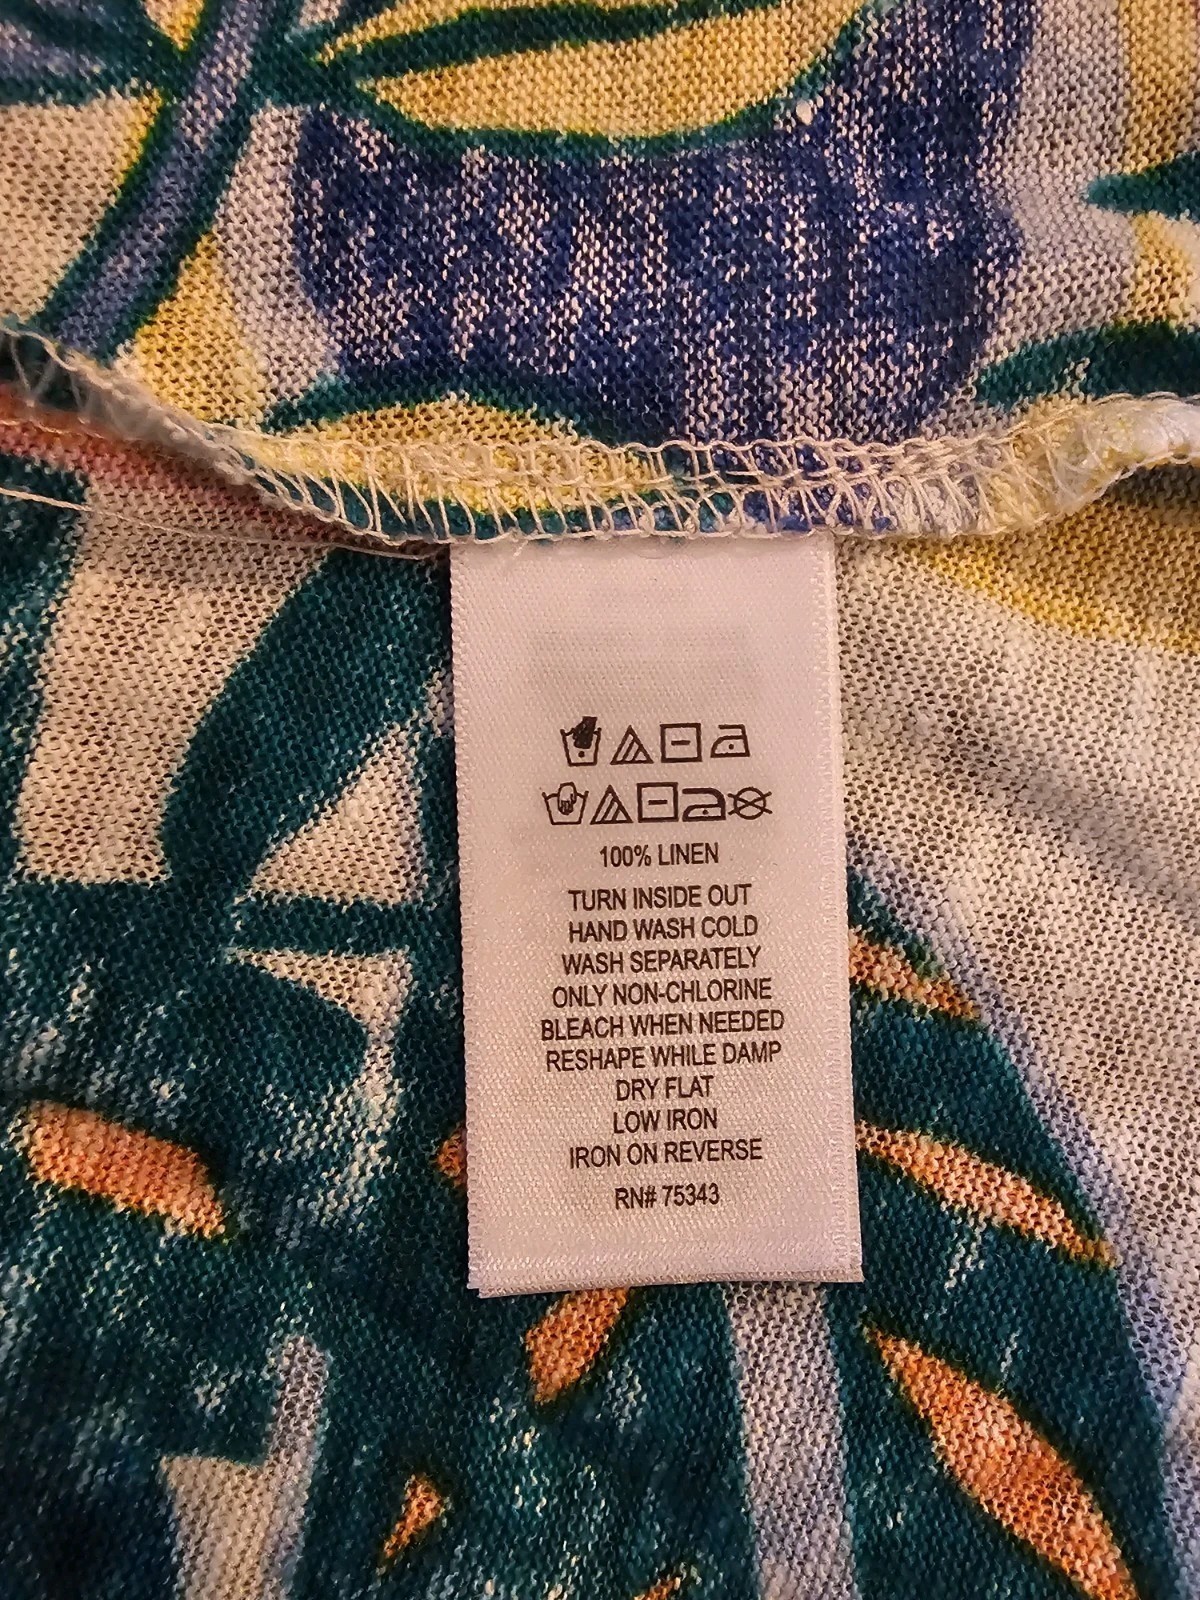 100% LINEN
TURN INSIDE OUT
HAND WASH COLD
WASH SEPARATELY
ONLY NON-CHLORINE
BLEACH WHEN NEEDED
RESHAPE WHILE DAMP
DRY FLAT
LOW IRON
IRON ON REVERSE
RN# 75343